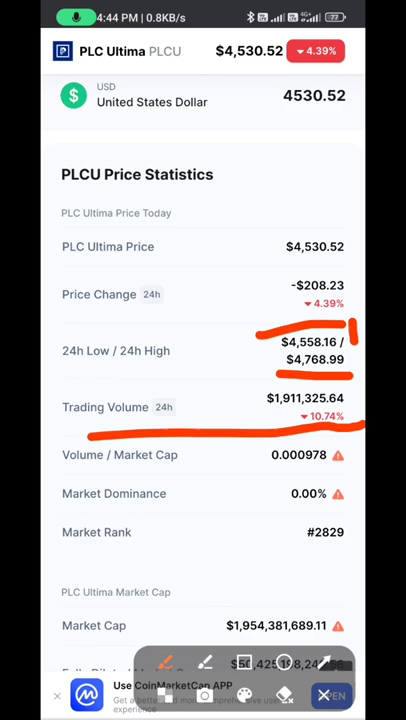 4:44 PM | 0.8KB/s
77
PLC Ultima PLCU $4,530.52 4.39%
USD
United States Dollar 4530.52
PLCU Price Statistics
PLC Ultima Price Today
PLC Ultima Price $4,530.52
Price Change 24h -$208.23
4.39%
24h Low / 24h High $4,558.16 /
$4,768.99
Trading Volume 24h $1,911,325.64
10.74%
Volume / Market Cap 0.000978
Market Dominance 0.00%
Market Rank #2829
PLC Ultima Market Cap
Market Cap $1,954,381,689.11
Use CoinMarketCap APP
experience